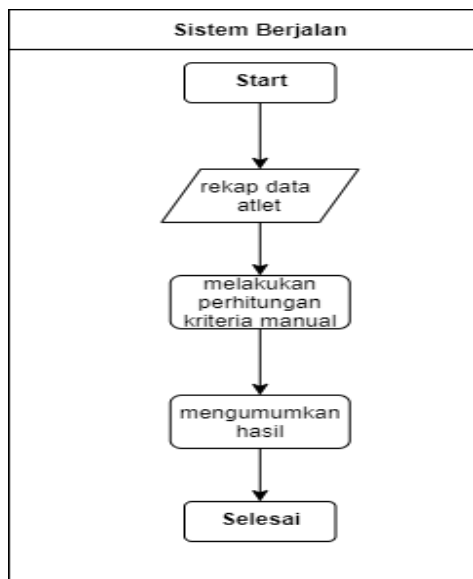 Sistem Berjalan
Start
rekap data
atlet
melakukan
perhitungan
kriteria manual
mengumumkan
hasil
Selesai